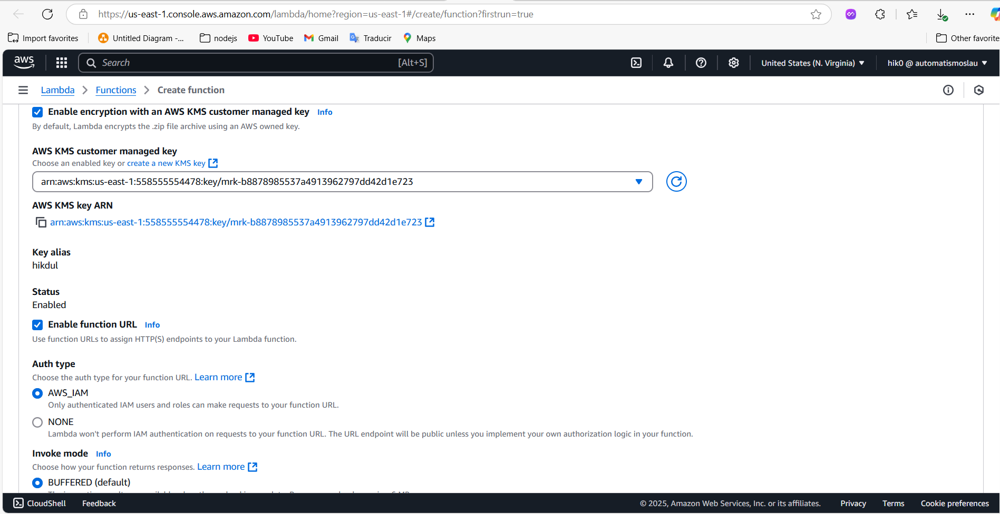 https://us-east-1.console.aws.amazon.com/lambda/home?region=us-east-1#/create/function?firstrun=true
Import favorites Untitled Diagram -... nodejs YouTube Gmail Traducir Maps Other favorite
aws Search [Alt+S] United States (N. Virginia) hik0 @ automatismoslau
Lambda Functions Create function
Enable encryption with an AWS KMS customer managed key Info
By default, Lambda encrypts the .zip file archive using an AWS owned key.
AWS KMS customer managed key
Choose an enabled key or create a new KMS key
arn:aws:kms:us-east-1:558555554478:key/mrk-b8878985537a4913962797dd42d1e723
AWS KMS key ARN
arn:aws:kms:us-east-1:558555554478:key/mrk-b8878985537a4913962797dd42d1e723
Key alias
hikdul
Status
Enabled
Enable function URL Info
Use function URLs to assign HTTP(S) endpoints to your Lambda function.
Auth type
Choose the auth type for your function URL. Learn more
AWS_IAM
Only authenticated IAM users and roles can make requests to your function URL.
NONE
Lambda won't perform IAM authentication on requests to your function URL. The URL endpoint will be public unless you implement your own authorization logic in your function.
Invoke mode Info
Choose how your function returns responses. Learn more
BUFFERED (default)
CloudShell Feedback © 2025, Amazon Web Services, Inc. or its affiliates. Privacy Terms Cookie preferences